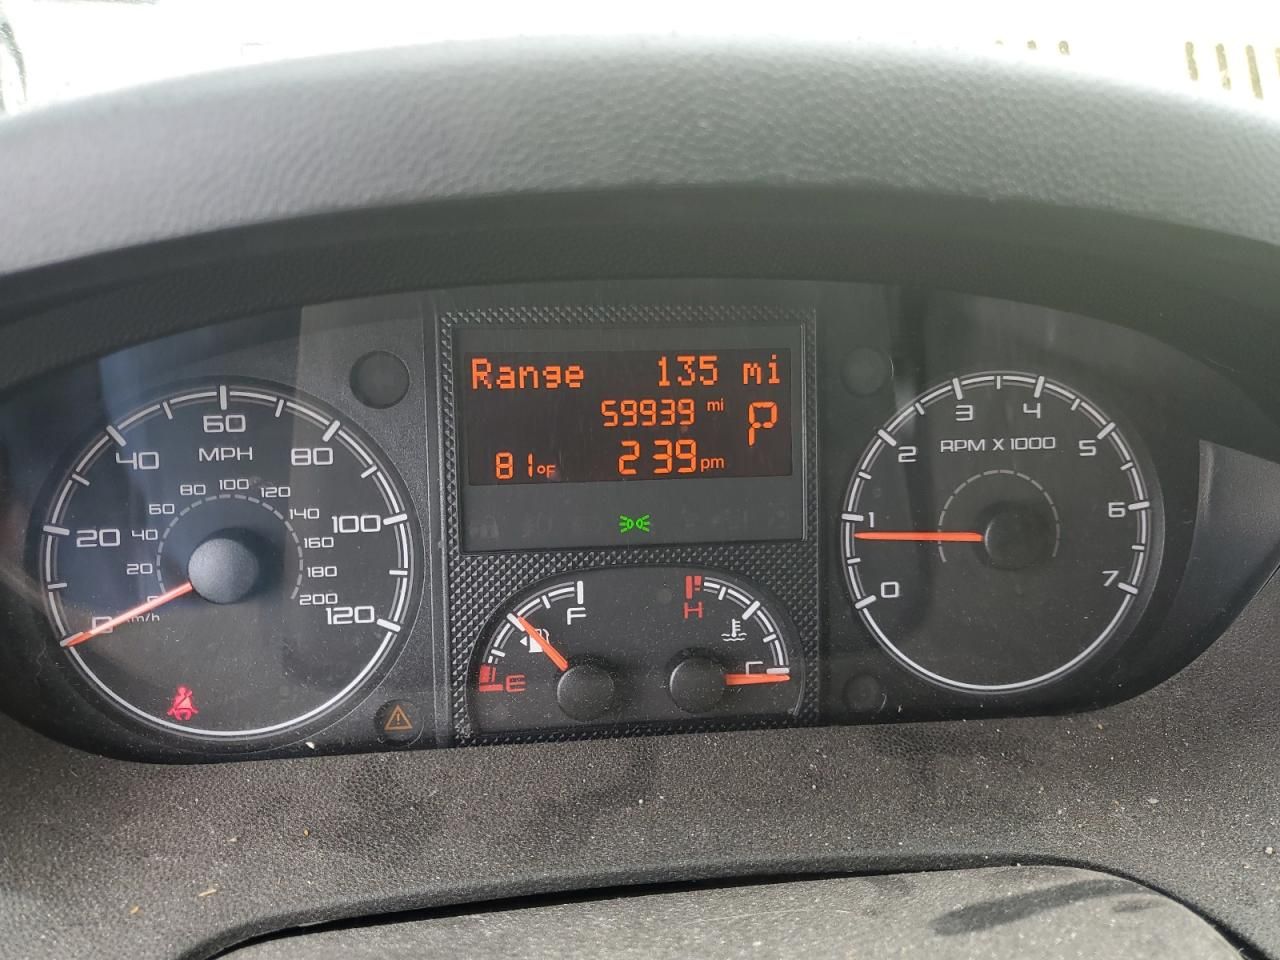 Range 135 mi
59939 mi
P
81°F 2 39 pm
MPH
0 20 40 60 80 100 120
20 40 60 80 100 120 140 160 180 200
km/h
RPM X 1000
0 1 2 3 4 5 6 7
E F
H C